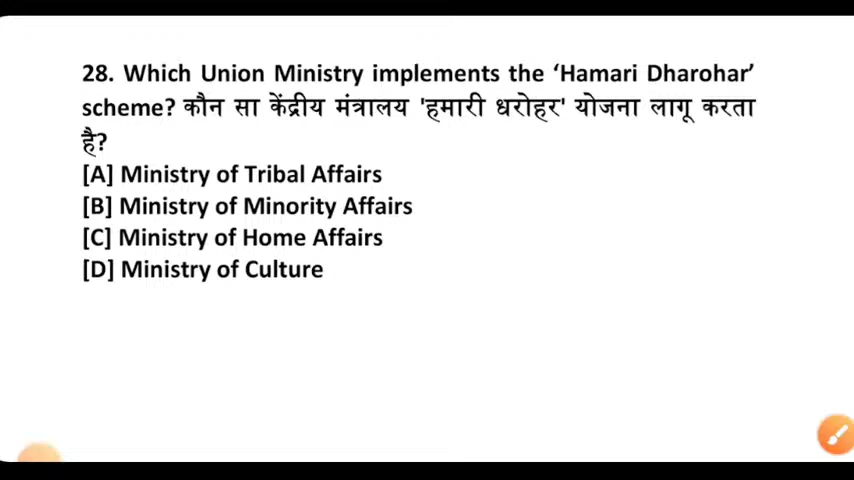 28. Which Union Ministry implements the ‘Hamari Dharohar’
scheme? कौन सा केंद्रीय मंत्रालय 'हमारी धरोहर' योजना लागू करता
है?
[A] Ministry of Tribal Affairs
[B] Ministry of Minority Affairs
[C] Ministry of Home Affairs
[D] Ministry of Culture